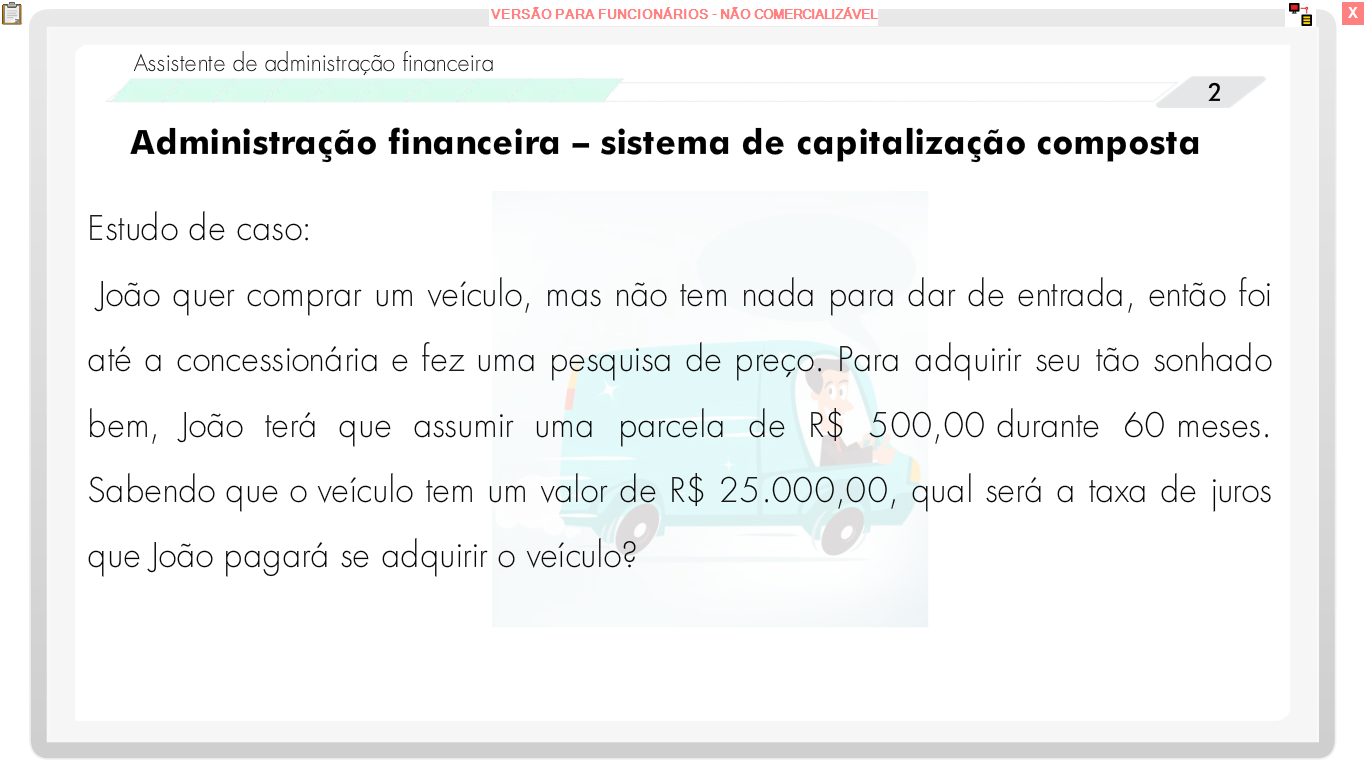 VERSÃO PARA FUNCIONÁRIOS - NÃO COMERCIALIZÁVEL
X
Assistente de administração financeira
2
Administração financeira – sistema de capitalização composta
Estudo de caso:
João quer comprar um veículo, mas não tem nada para dar de entrada, então foi
até a concessionária e fez uma pesquisa de preço. Para adquirir seu tão sonhado
bem, João terá que assumir uma parcela de R$ 500,00 durante 60 meses.
Sabendo que o veículo tem um valor de R$ 25.000,00, qual será a taxa de juros
que João pagará se adquirir o veículo?